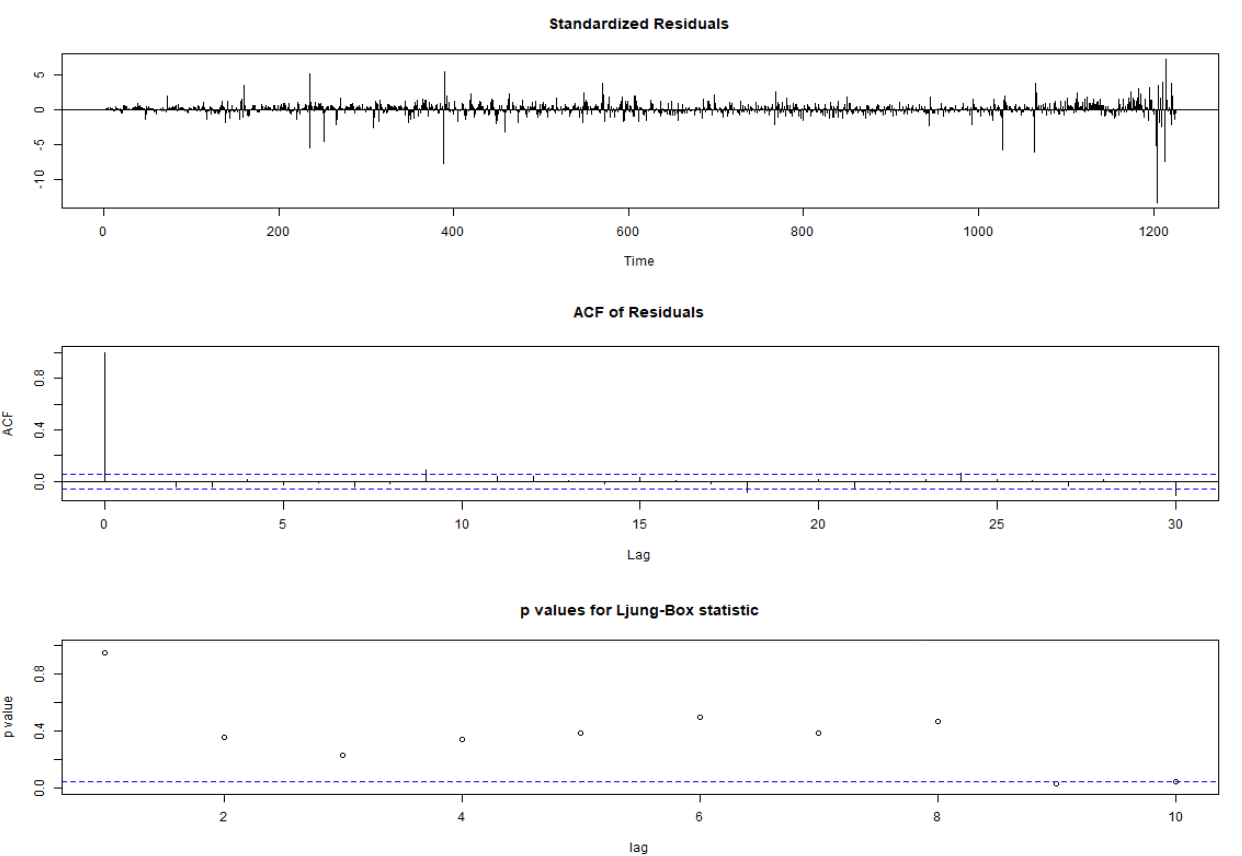 Standardized Residuals
5
0
-5
-10
0 200 400 600 800 1000 1200
Time
ACF of Residuals
ACF
0.8
0.4
0.0
0 5 10 15 20 25 30
Lag
p values for Ljung-Box statistic
p value
0.8
0.4
0.0
2 4 6 8 10
lag